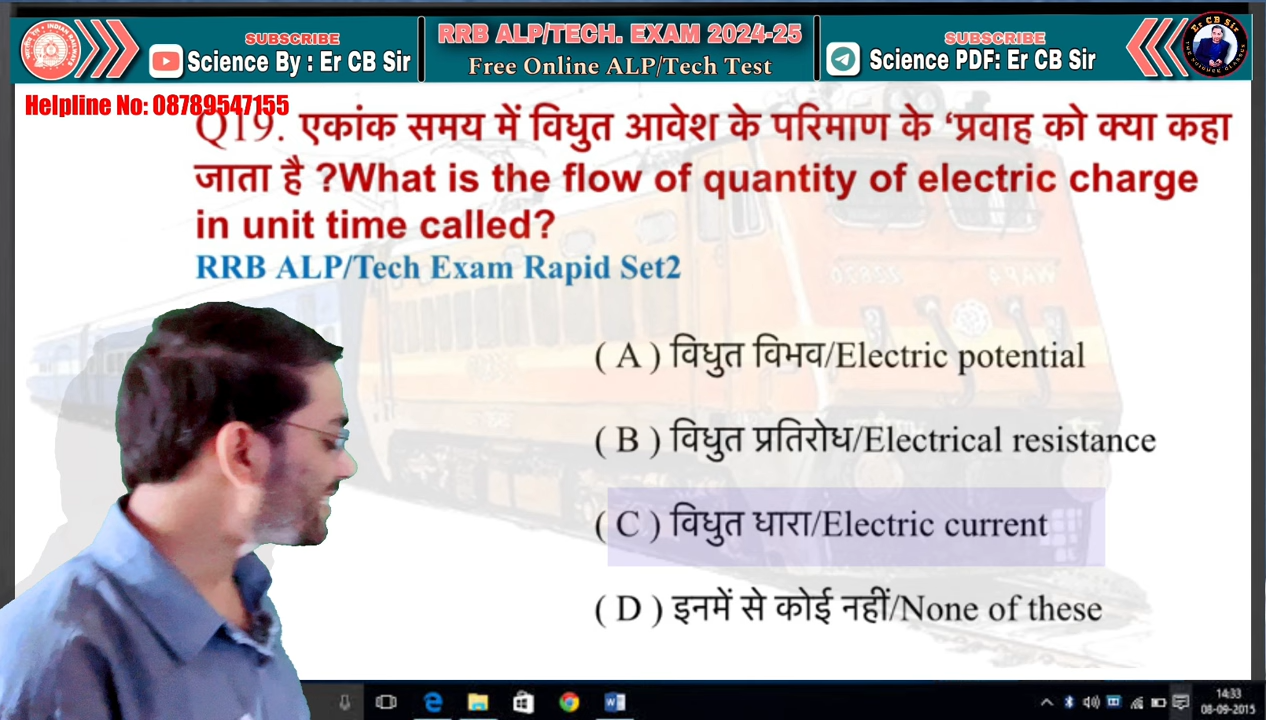 SUBSCRIBE
Science By : Er CB Sir
RRB ALP/TECH. EXAM 2024-25
Free Online ALP/Tech Test
SUBSCRIBE
Science PDF: Er CB Sir
Er CB Sir
Helpline No: 08789547155
Q19. एकांक समय में विधुत आवेश के परिमाण के ‘प्रवाह को क्या कहा
जाता है ?What is the flow of quantity of electric charge
in unit time called?
RRB ALP/Tech Exam Rapid Set2
( A ) विधुत विभव/Electric potential
( B ) विधुत प्रतिरोध/Electrical resistance
( C ) विधुत धारा/Electric current
( D ) इनमें से कोई नहीं/None of these
14:33
08-09-2015